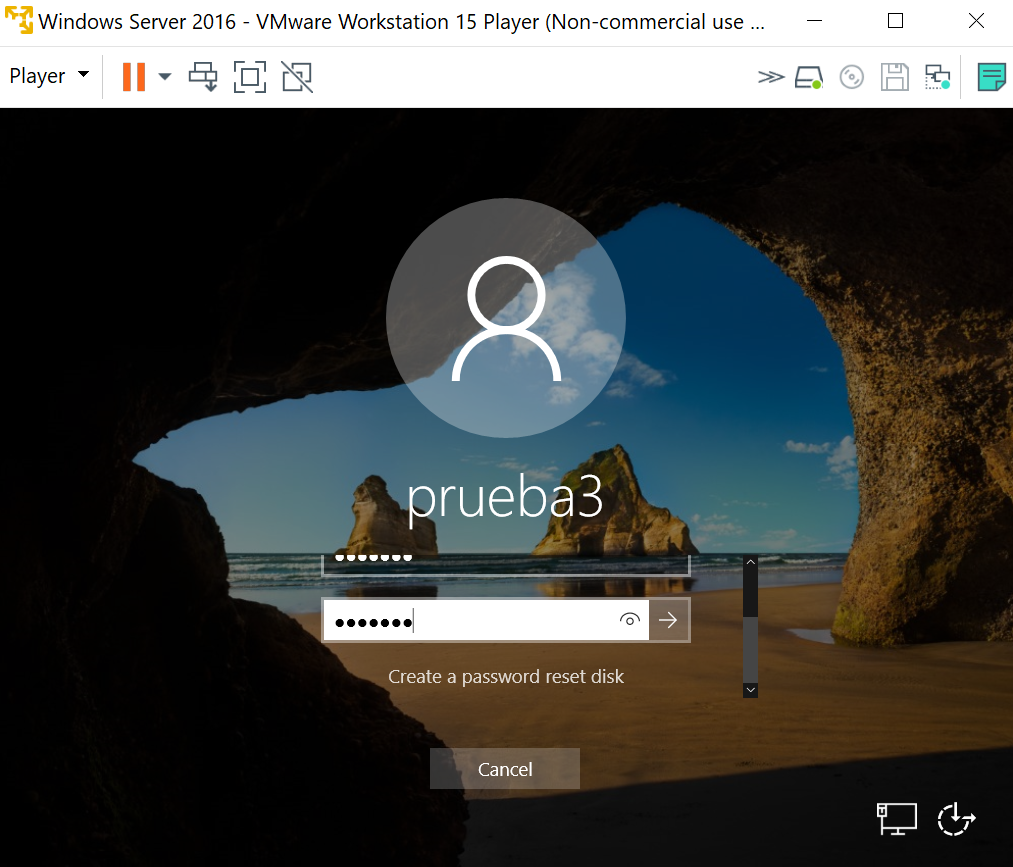 Windows Server 2016 - VMware Workstation 15 Player (Non-commercial use ...
Player
prueba3
•••••••
•••••••
Create a password reset disk
Cancel